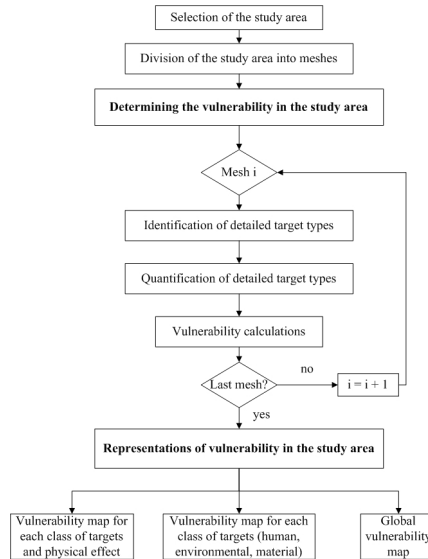 Selection of the study area
Division of the study area into meshes
Determining the vulnerability in the study area
Mesh i
Identification of detailed target types
Quantification of detailed target types
Vulnerability calculations
Last mesh?
no
i = i + 1
yes
Representations of vulnerability in the study area
Vulnerability map for
each class of targets
and physical effect
Vulnerability map for each
class of targets (human,
environmental, material)
Global
vulnerability
map